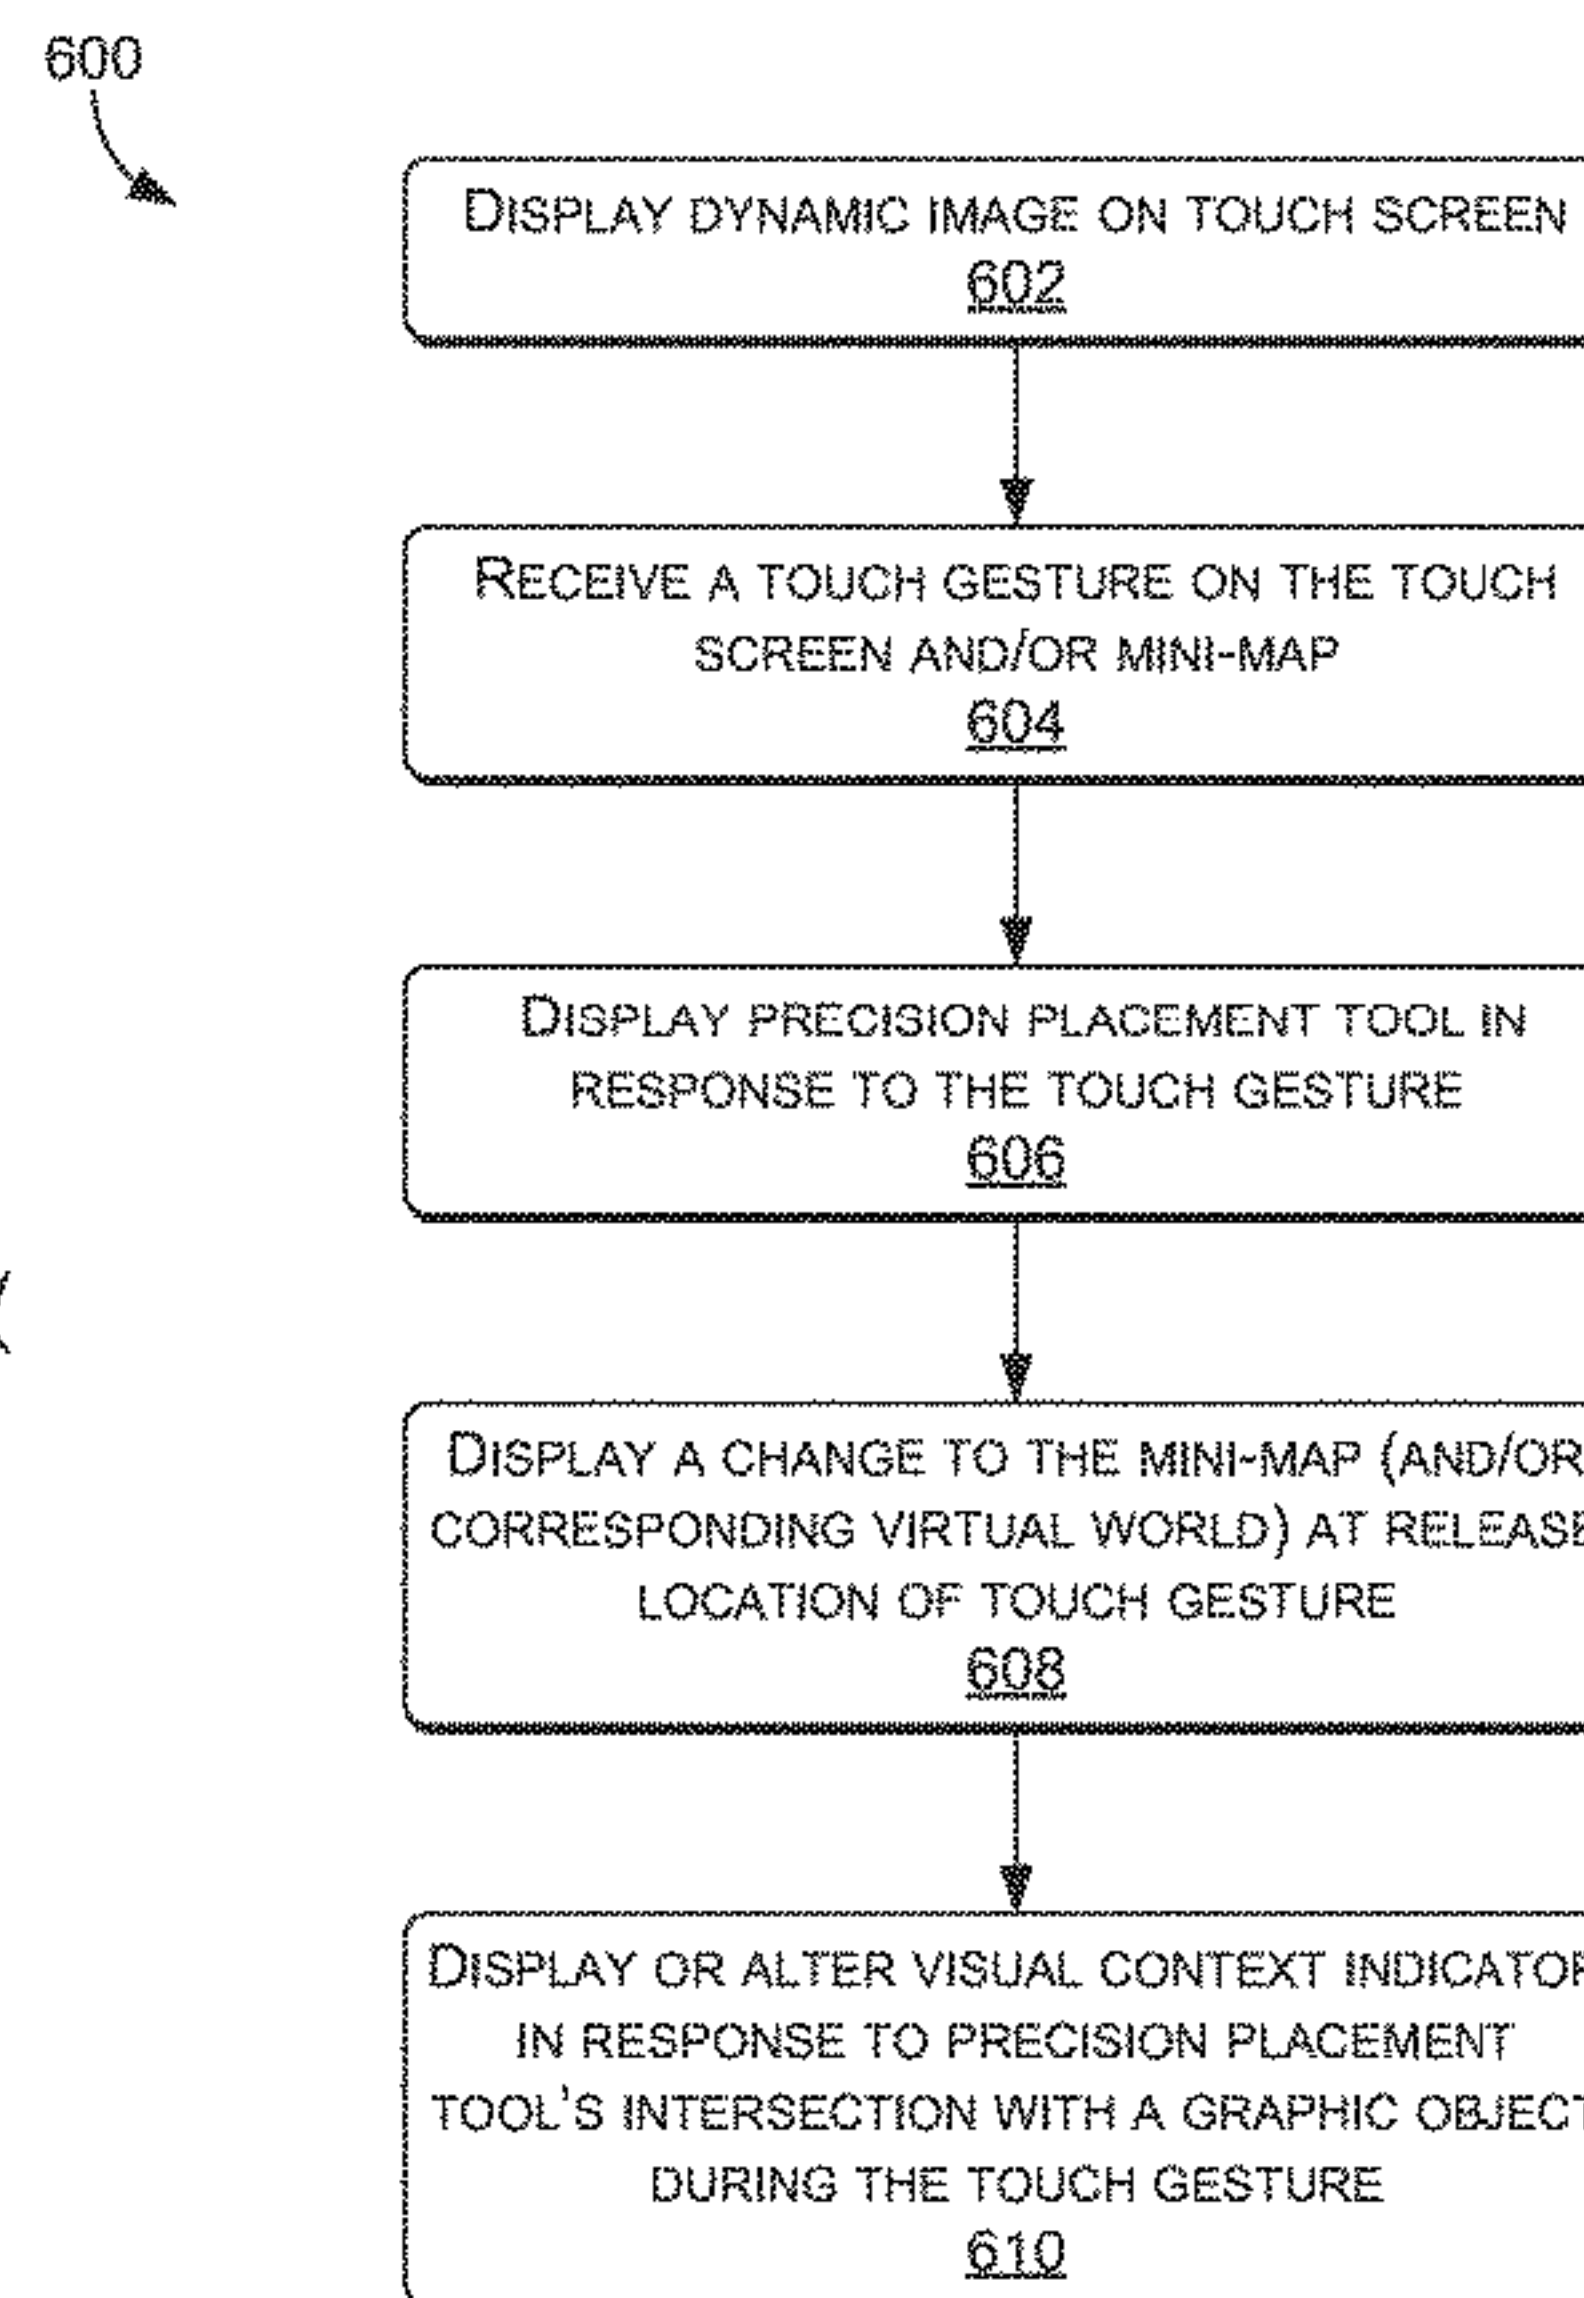 600
DISPLAY DYNAMIC IMAGE ON TOUCH SCREEN
602
RECEIVE A TOUCH GESTURE ON THE TOUCH
SCREEN AND/OR MINI-MAP
604
DISPLAY PRECISION PLACEMENT TOOL IN
RESPONSE TO THE TOUCH GESTURE
606
DISPLAY A CHANGE TO THE MINI-MAP (AND/OR
CORRESPONDING VIRTUAL WORLD) AT RELEASE
LOCATION OF TOUCH GESTURE
608
DISPLAY OR ALTER VISUAL CONTEXT INDICATOR
IN RESPONSE TO PRECISION PLACEMENT
TOOL'S INTERSECTION WITH A GRAPHIC OBJECT
DURING THE TOUCH GESTURE
610